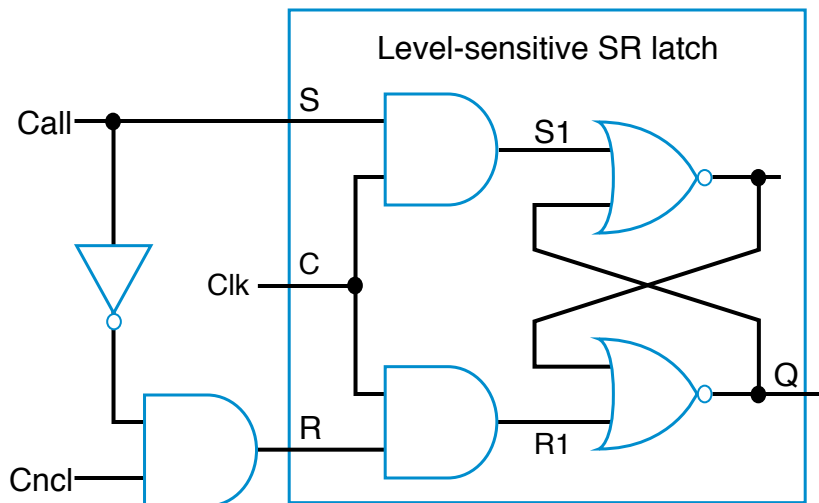 Level-sensitive SR latch
Call
S
S1
Clk
C
Q
R
R1
Cncl